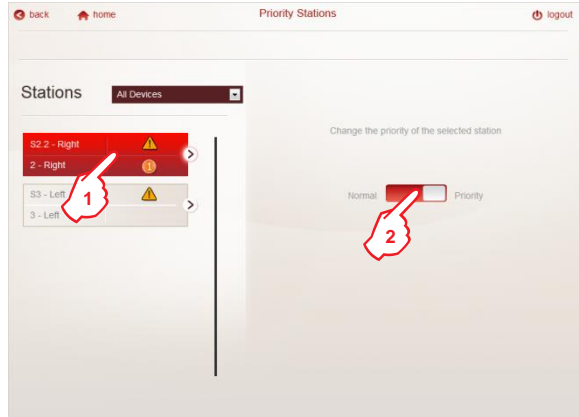 back home Priority Stations logout
Stations All Devices
Change the priority of the selected station
S2.2 - Right
2 - Right 1
S3 - Left
3 - Left
Normal Priority
1
2